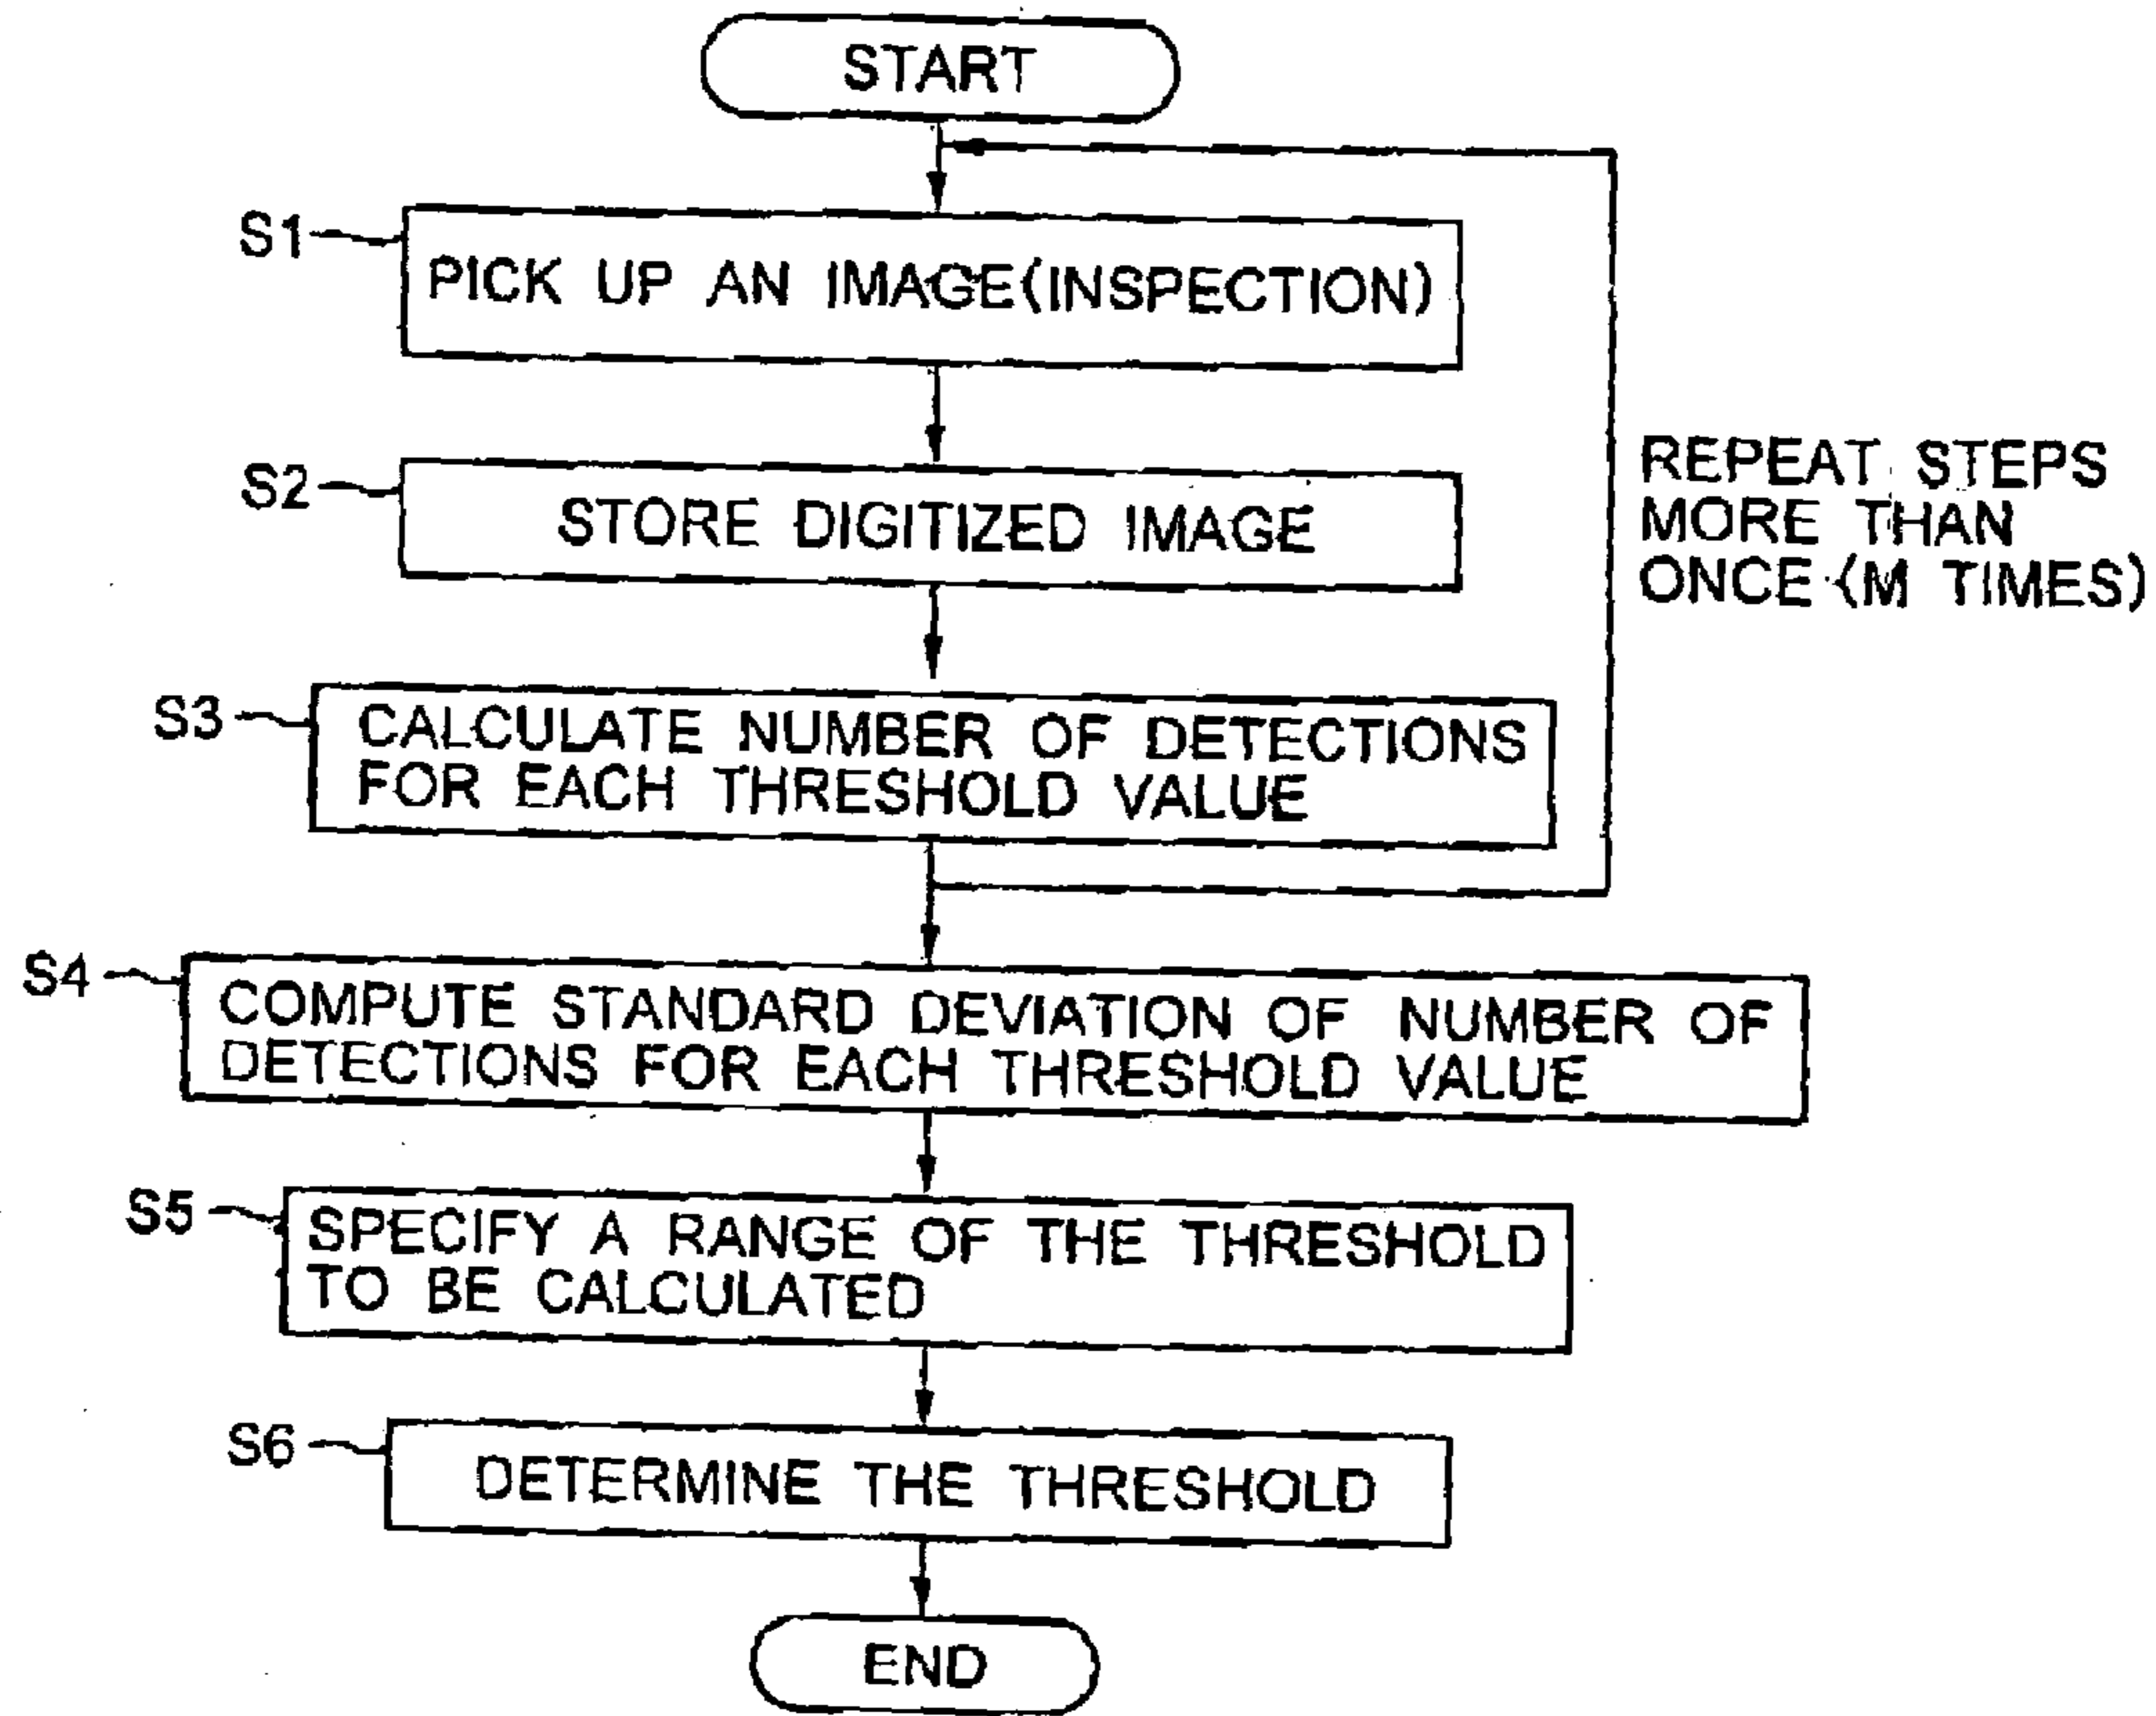 START
S1
PICK UP AN IMAGE(INSPECTION)
S2
STORE DIGITIZED IMAGE
REPEAT STEPS
MORE THAN
ONCE (M TIMES)
S3
CALCULATE NUMBER OF DETECTIONS
FOR EACH THRESHOLD VALUE
S4
COMPUTE STANDARD DEVIATION OF NUMBER OF
DETECTIONS FOR EACH THRESHOLD VALUE
S5
SPECIFY A RANGE OF THE THRESHOLD
TO BE CALCULATED
S6
DETERMINE THE THRESHOLD
END